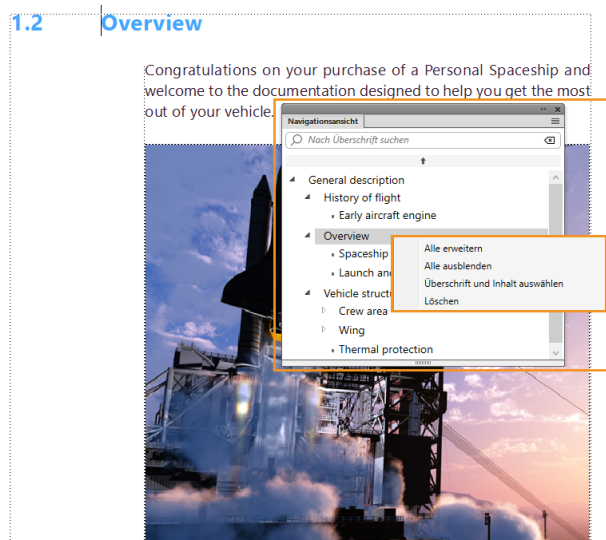 1.2 Overview
Congratulations on your purchase of a Personal Spaceship and
welcome to the documentation designed to help you get the most
out of your vehicle.
Navigationsansicht
Nach Überschrift suchen
General description
History of flight
Early aircraft engine
Overview
Spaceship
Launch and
Vehicle struct
Crew area
Wing
Thermal protection
Alle erweitern
Alle ausblenden
Überschrift und Inhalt auswählen
Löschen